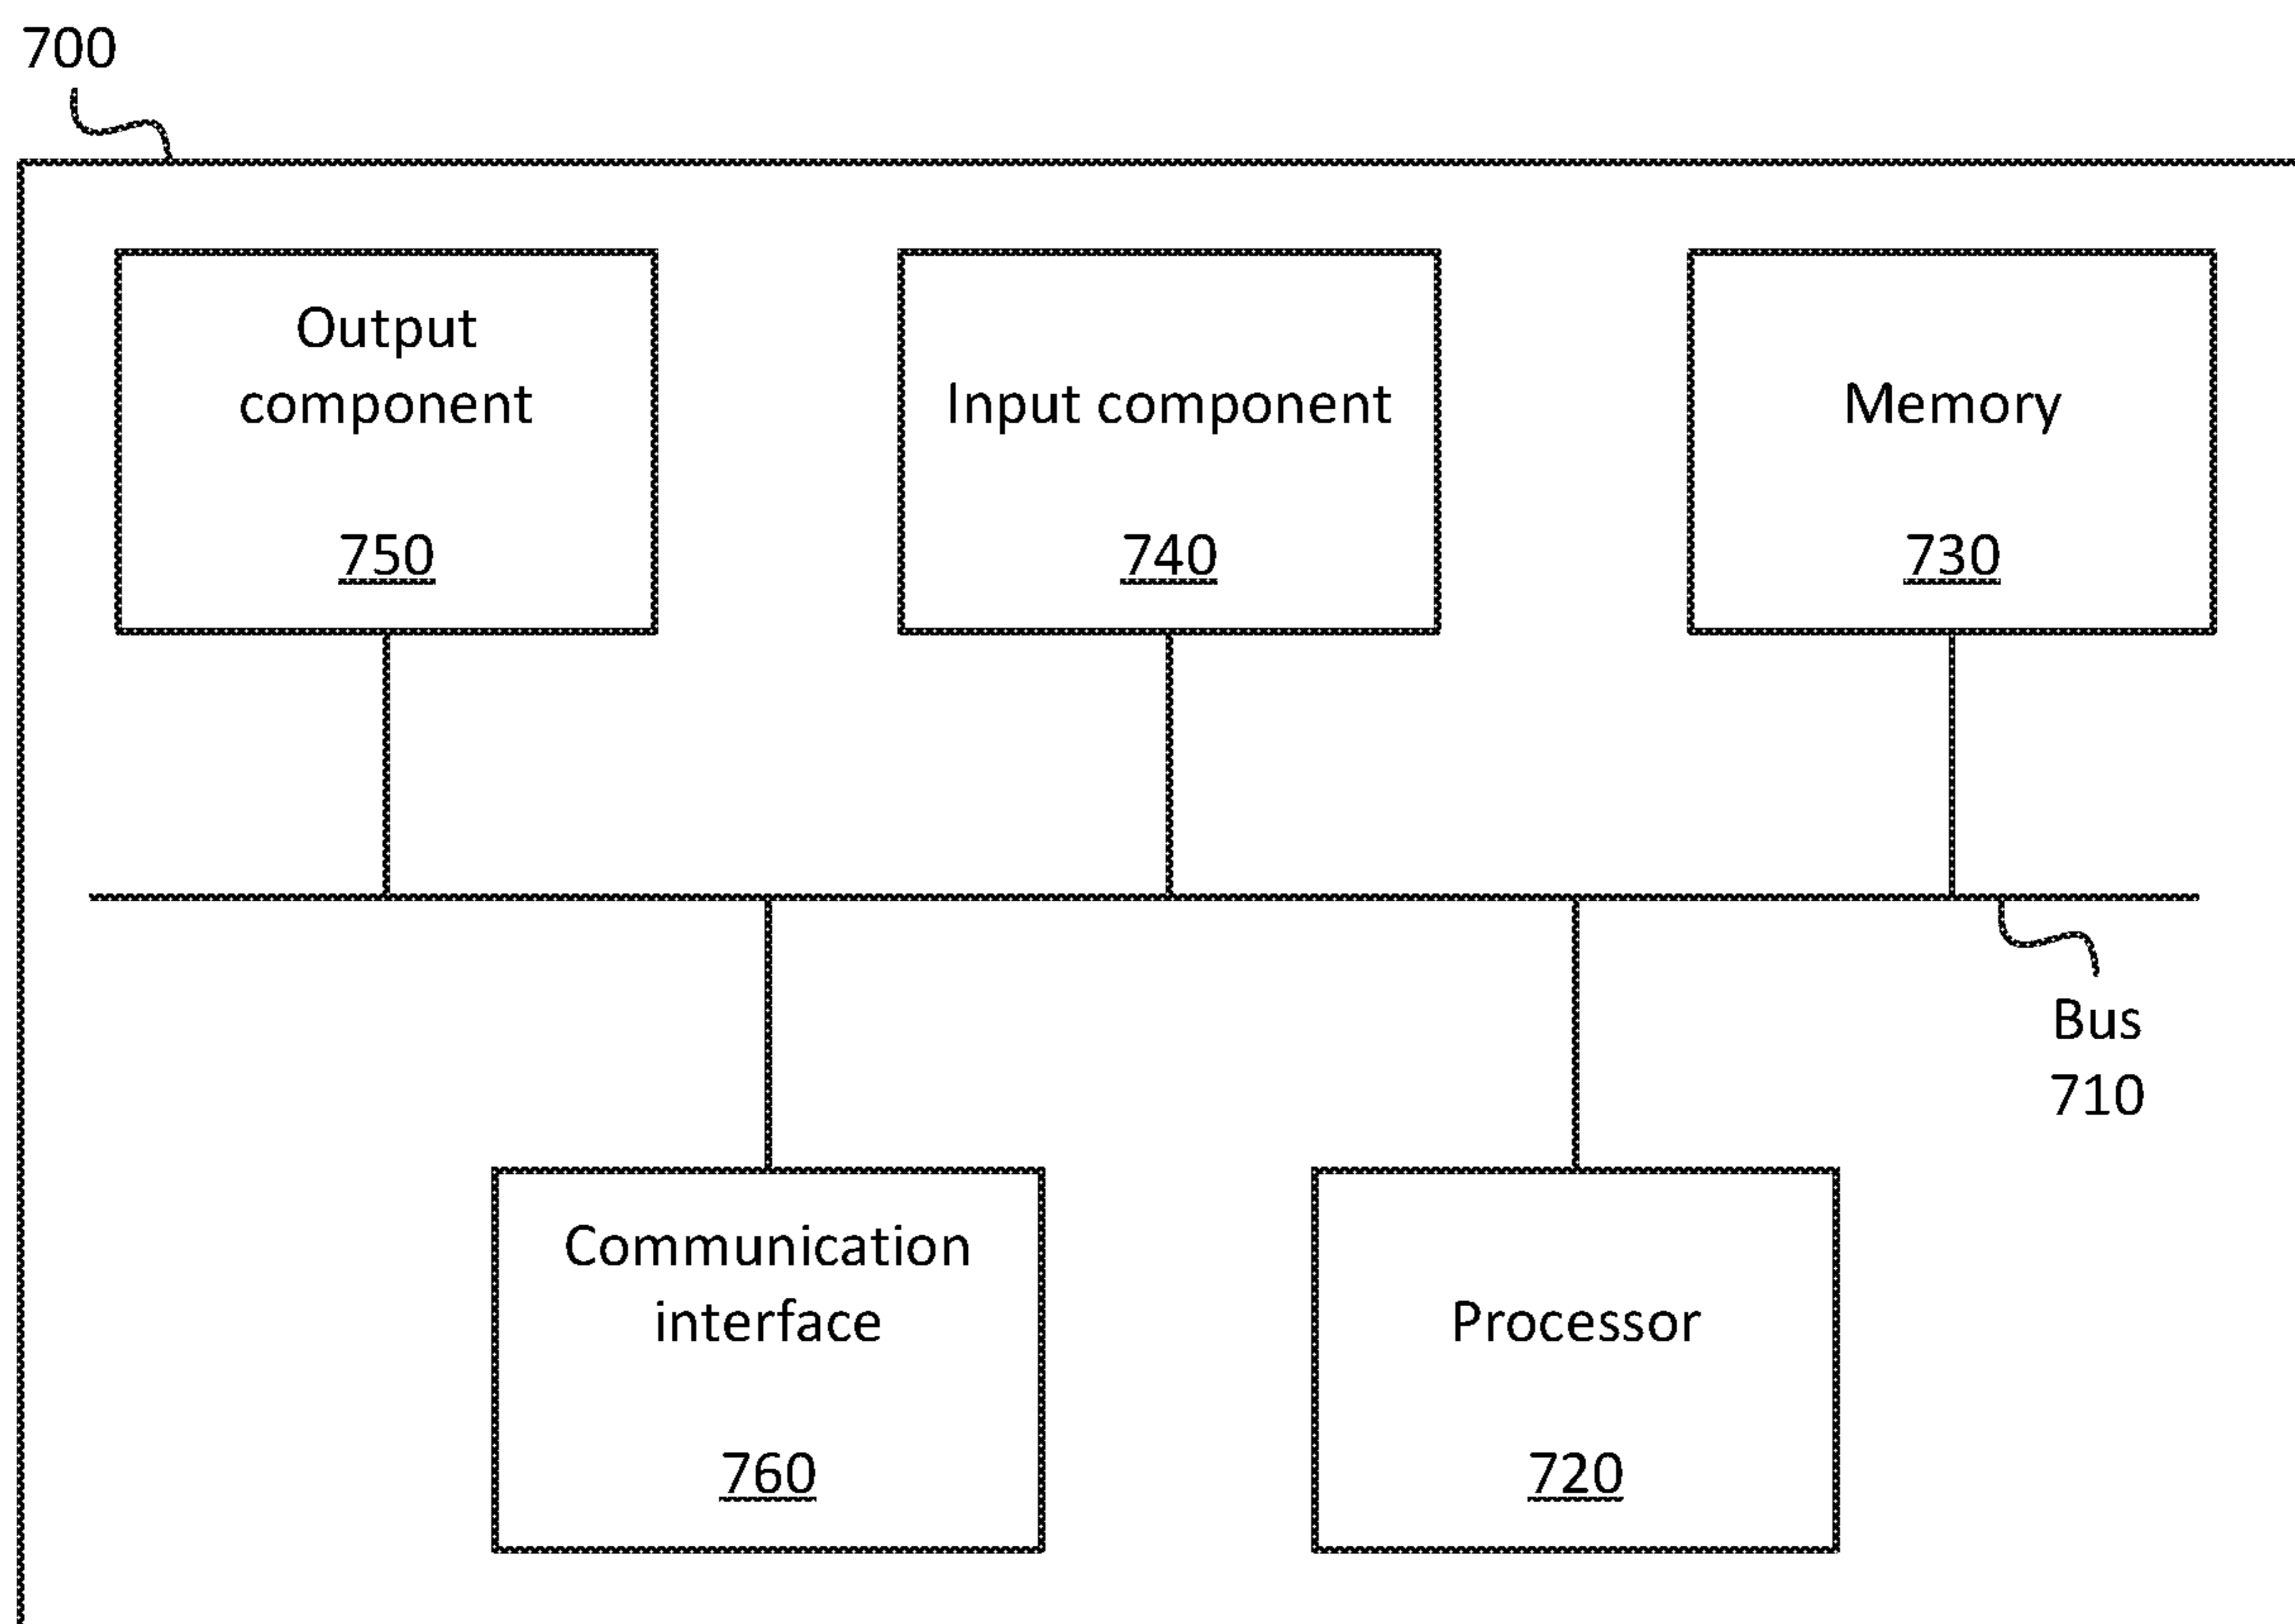 700
Output
component
750
Input component
740
Memory
730
Bus
710
Communication
interface
760
Processor
720